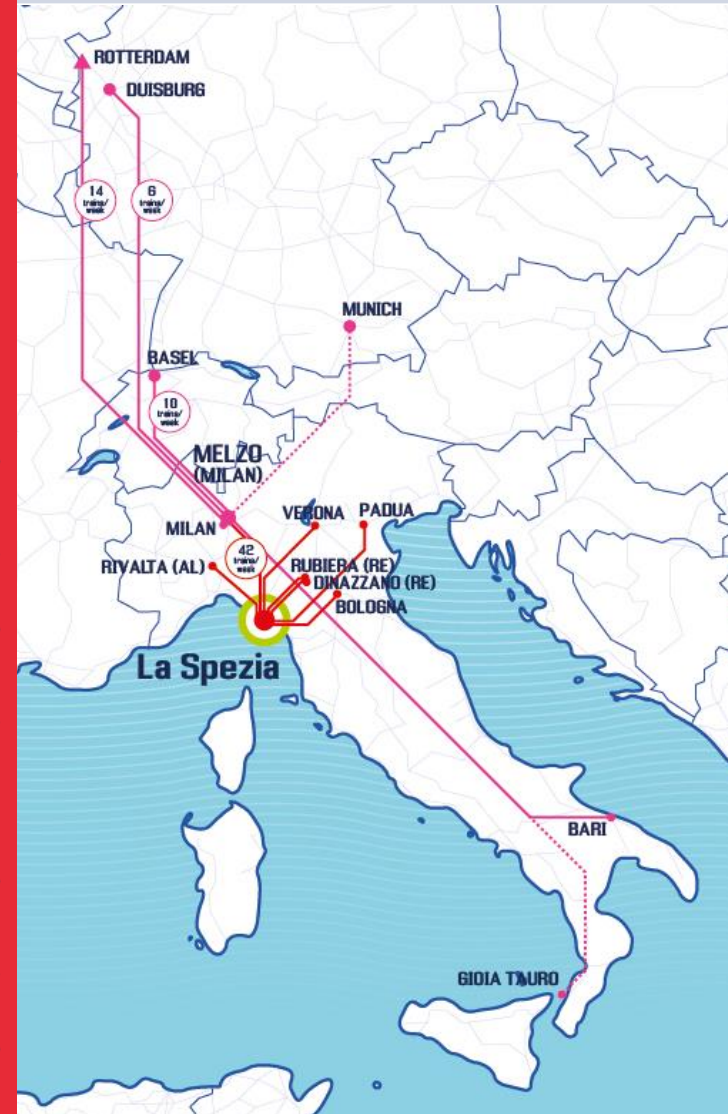 ROTTERDAM
DUISBURG
14
trains/
week
6
trains/
week
MUNICH
BASEL
10
trains/
week
MELZO
(MILAN)
MILAN
VERONA
PADUA
42
trains/
week
RIVALTA (AL)
RUBIERA (RE)
DINAZZANO (RE)
BOLOGNA
La Spezia
BARI
GIOIA TAURO